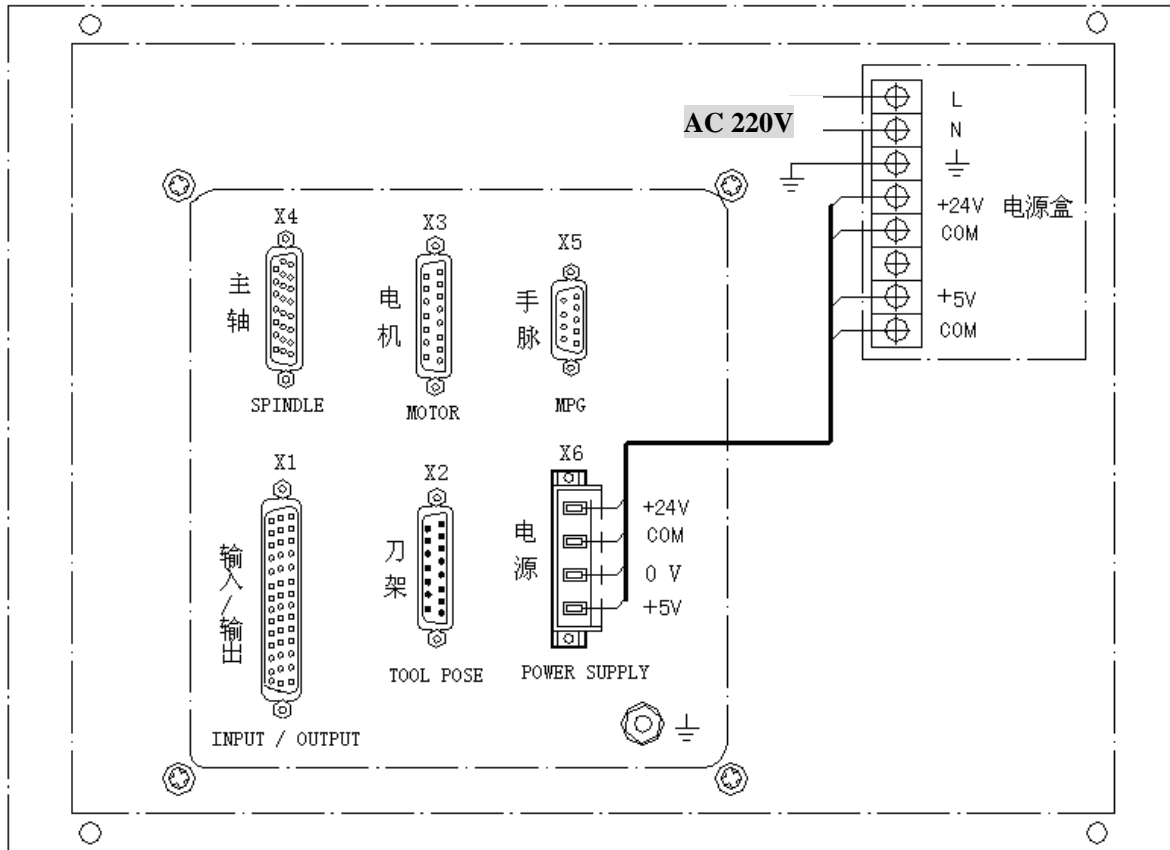 AC 220V
L
N
+24V 电源盒
COM
+5V
COM
X4
主轴
SPINDLE
X3
电机
MOTOR
X5
手脉
MPG
X1
输入/输出
INPUT / OUTPUT
X2
刀架
TOOL POSE
X6
电源
+24V
COM
0 V
+5V
POWER SUPPLY